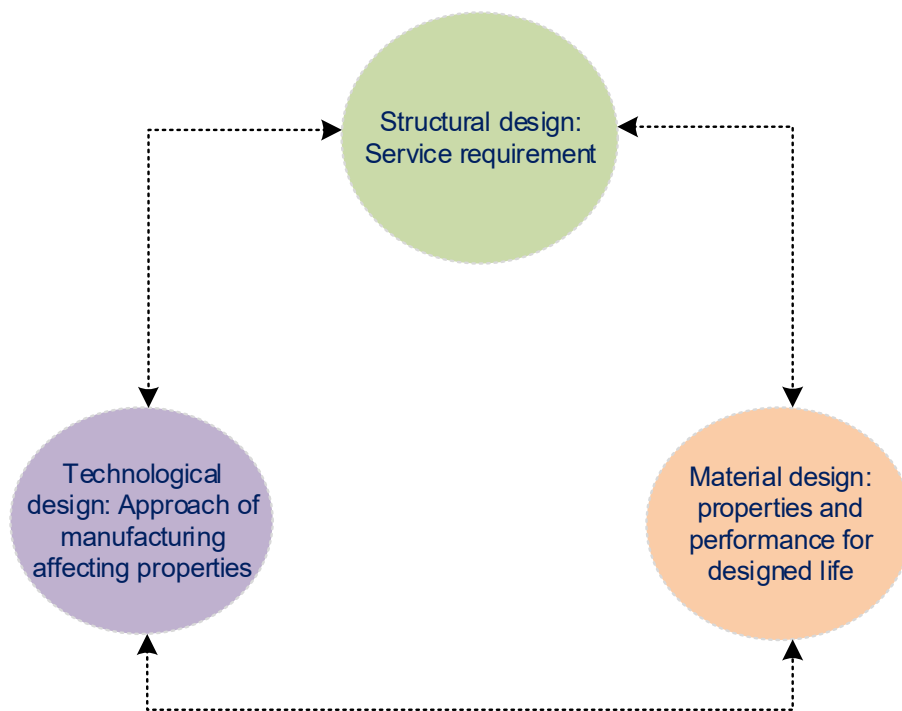 Structural design:
Service requirement
Technological
design: Approach of
manufacturing
affecting properties
Material design:
properties and
performance for
designed life